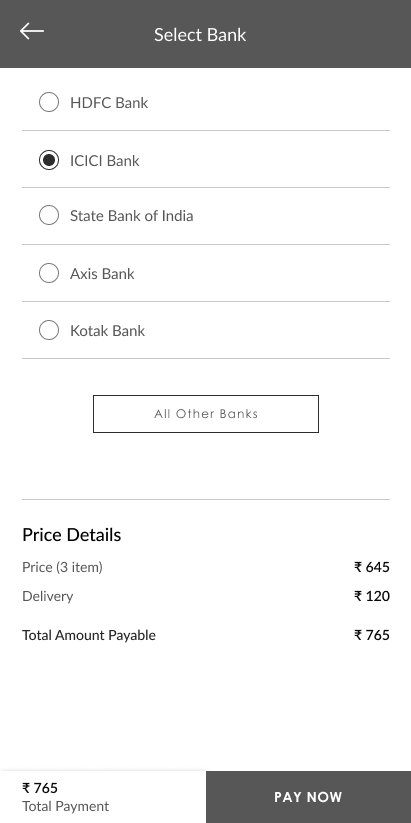 Select Bank
HDFC Bank
ICICI Bank
State Bank of India
Axis Bank
Kotak Bank
All Other Banks
Price Details
Price (3 item) ₹ 645
Delivery ₹ 120
Total Amount Payable ₹ 765
₹ 765
Total Payment
PAY NOW